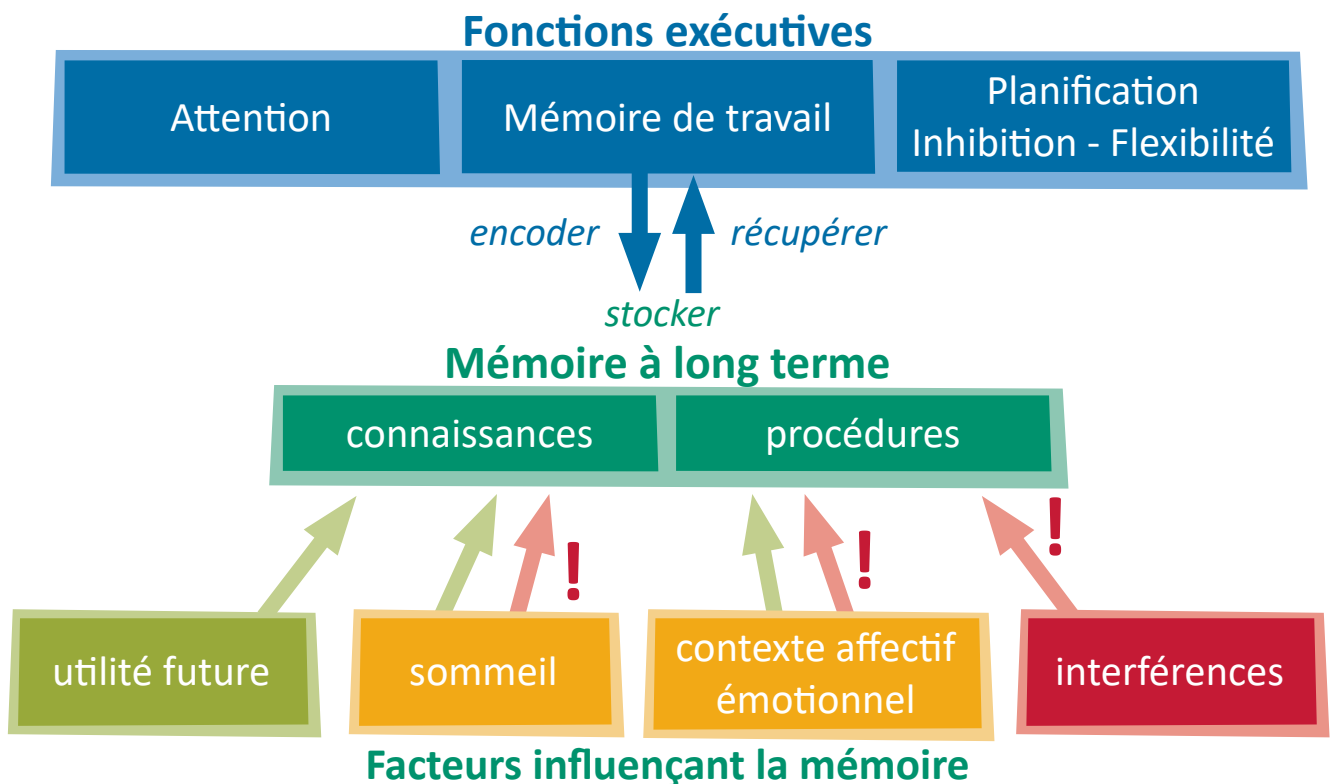 Fonctions exécutives
Attention
Mémoire de travail
Planification
Inhibition - Flexibilité
encoder
récupérer
stocker
Mémoire à long terme
connaissances
procédures
!
!
!
utilité future
sommeil
contexte affectif
émotionnel
interférences
Facteurs influençant la mémoire